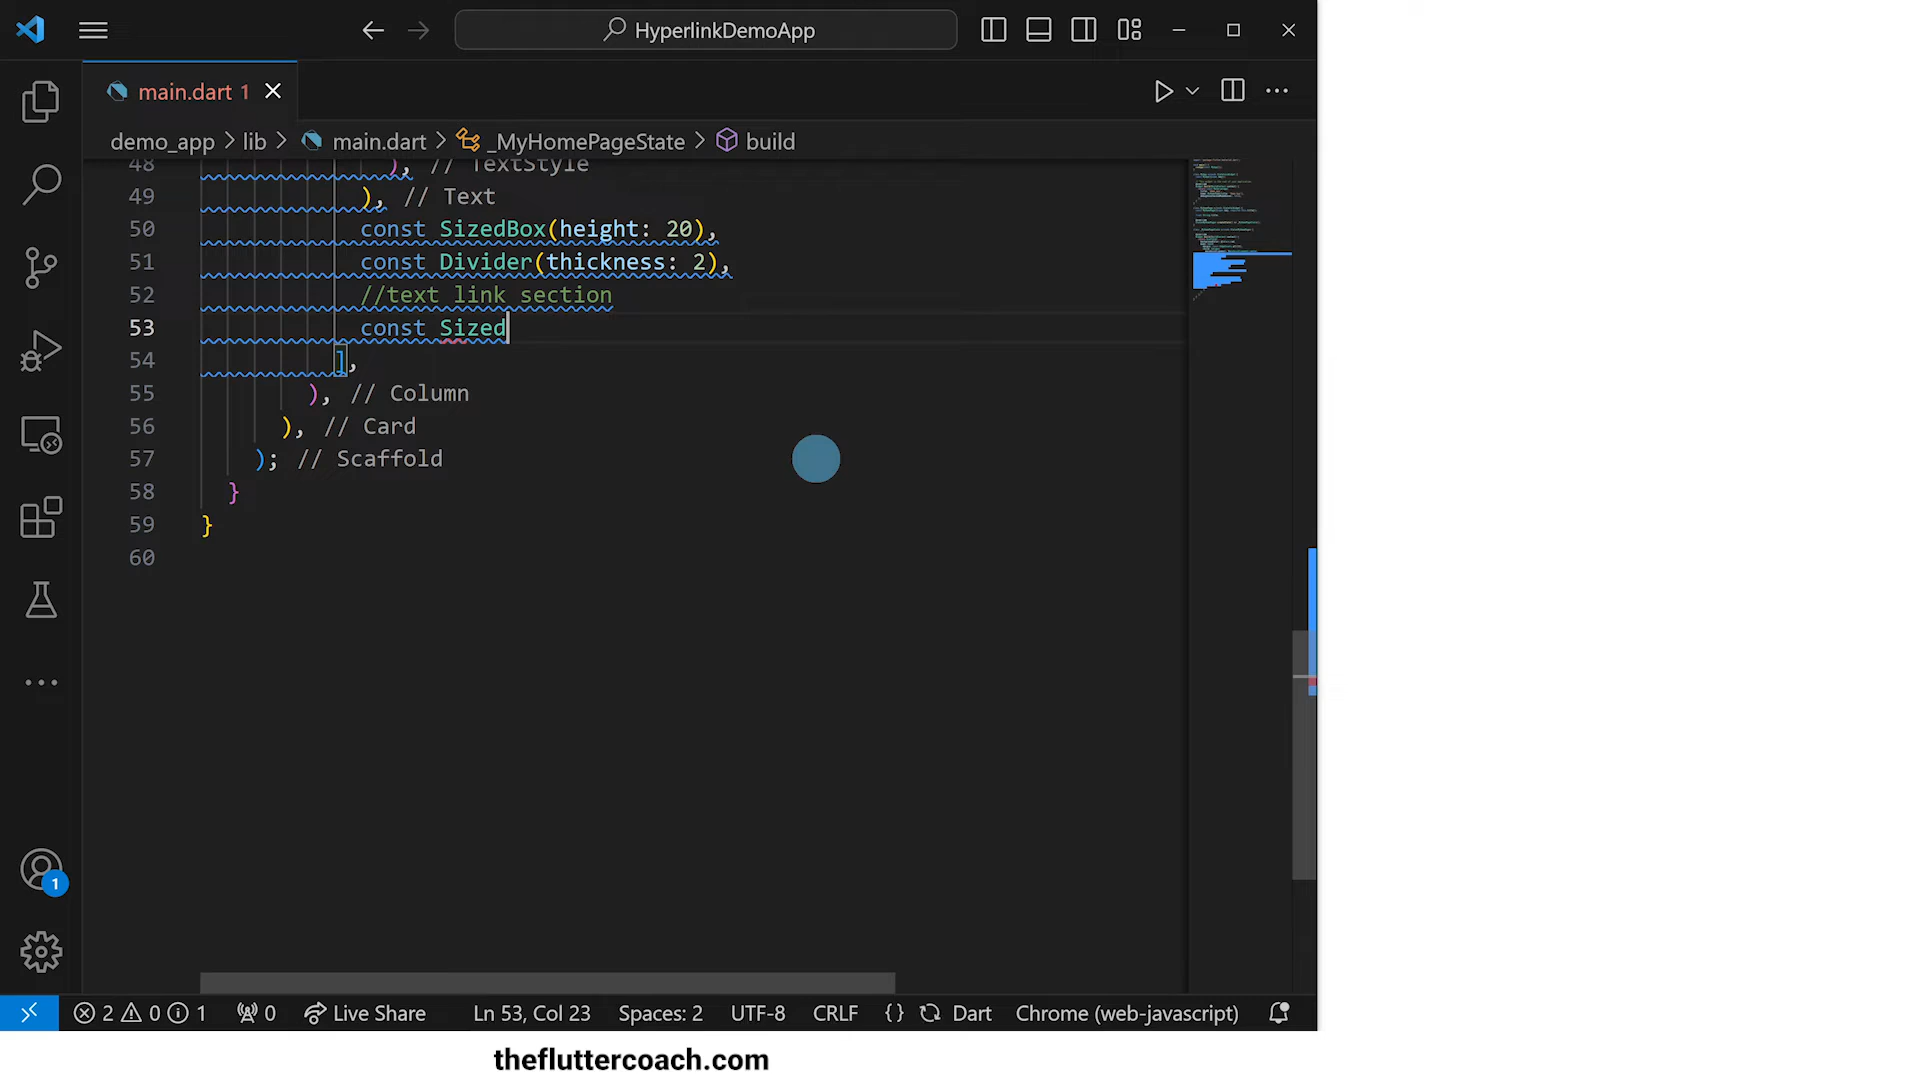 HyperlinkDemoApp
main.dart 1
demo_app > lib > main.dart > _MyHomePageState > build
48 ), // TextStyle
49 ), // Text
50 const SizedBox(height: 20),
51 const Divider(thickness: 2),
52 //text link section
53 const Sized
54 ],
55 ), // Column
56 ), // Card
57 ); // Scaffold
58 }
59 }
60
1
2 0 1 0 Live Share Ln 53, Col 23 Spaces: 2 UTF-8 CRLF {} Dart Chrome (web-javascript)
thefluttercoach.com